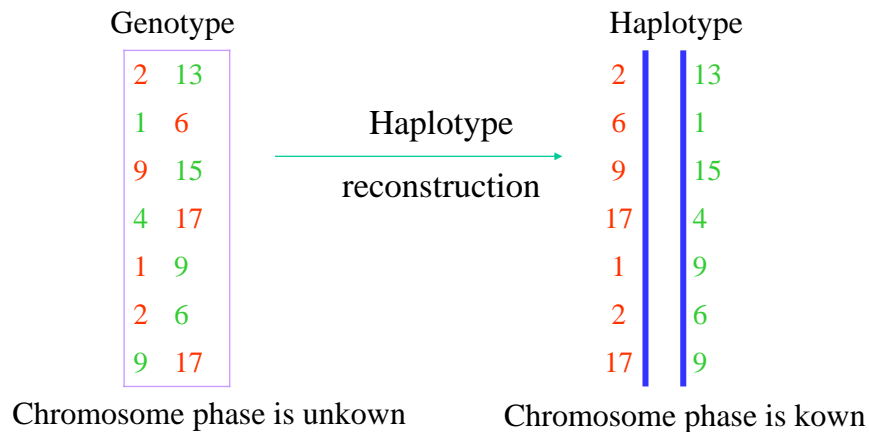 Genotype
2 13
1 6
9 15
4 17
1 9
2 6
9 17
Chromosome phase is unkown
Haplotype
reconstruction
Haplotype
2 13
6 1
9 15
17 4
1 9
2 6
17 9
Chromosome phase is kown